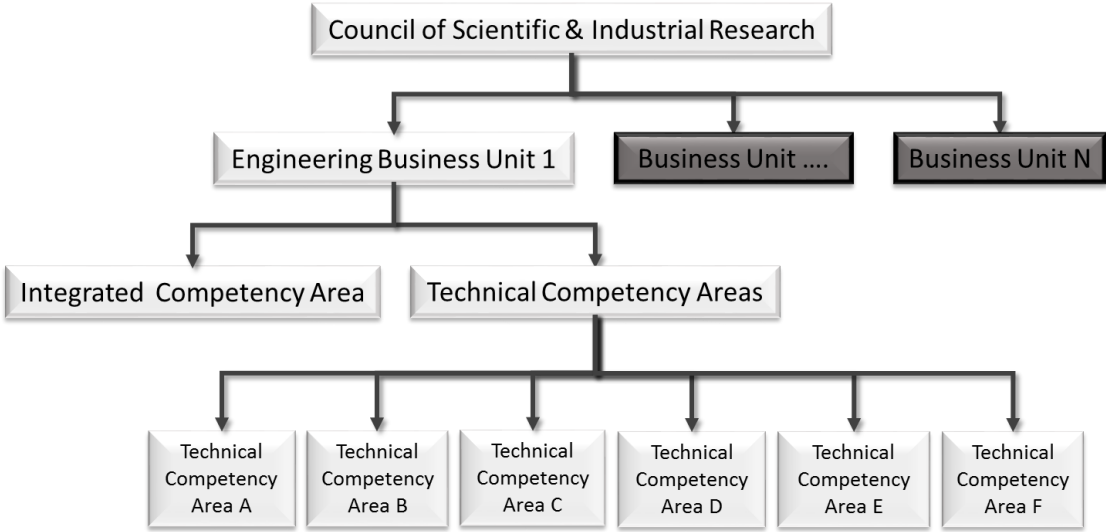 Council of Scientific & Industrial Research
Engineering Business Unit 1
Business Unit ....
Business Unit N
Integrated Competency Area
Technical Competency Areas
Technical
Competency
Area A
Technical
Competency
Area B
Technical
Competency
Area C
Technical
Competency
Area D
Technical
Competency
Area E
Technical
Competency
Area F